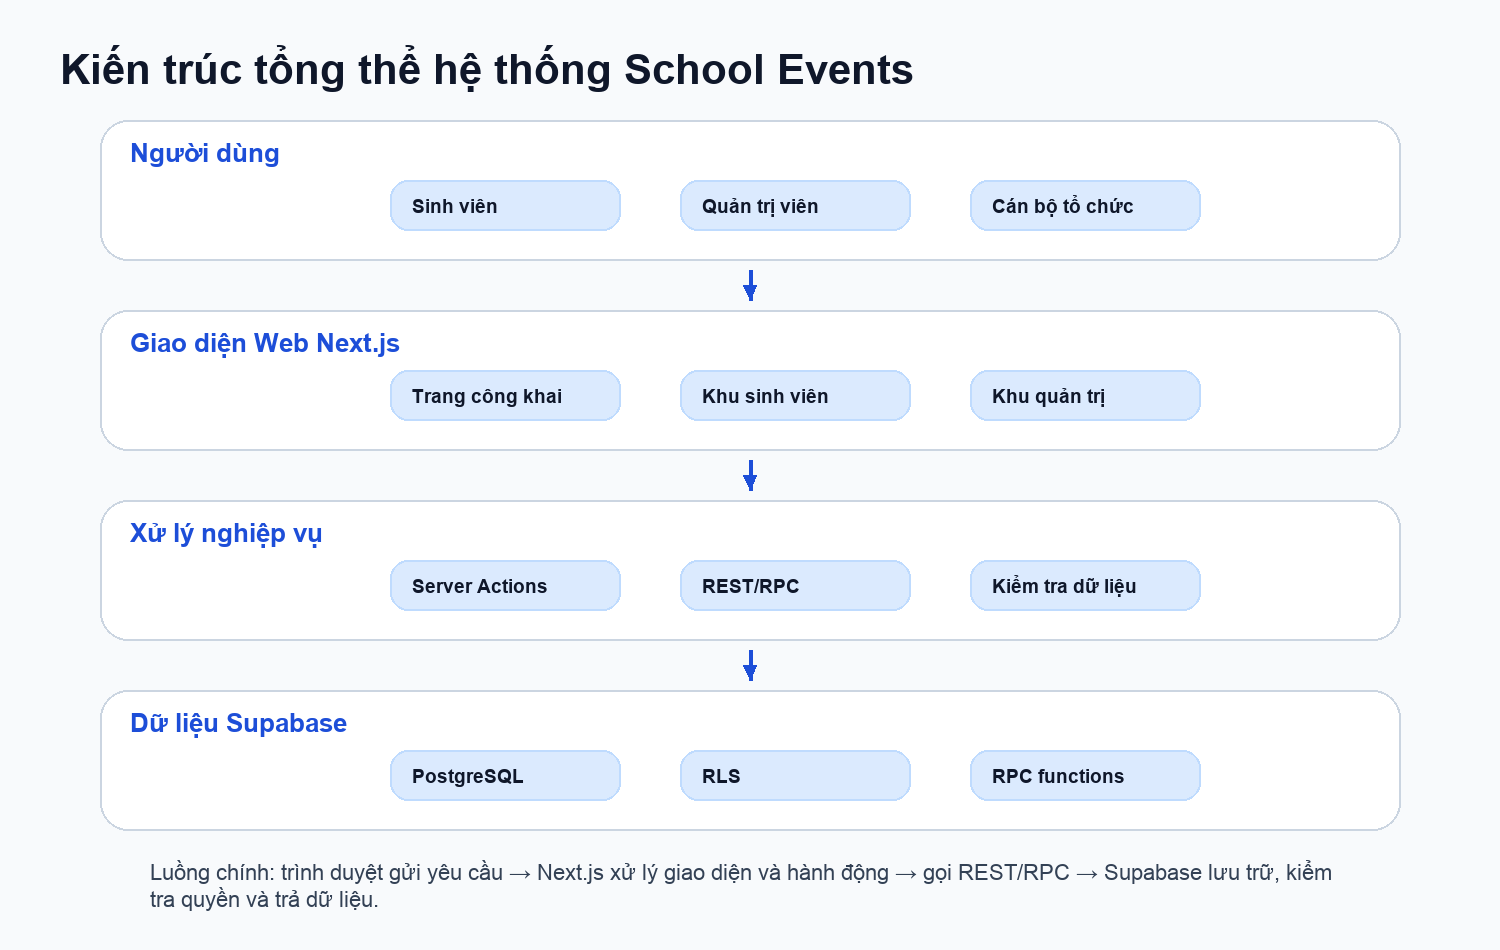 Kiến trúc tổng thể hệ thống School Events
Người dùng
Sinh viên
Quản trị viên
Cán bộ tổ chức
Giao diện Web Next.js
Trang công khai
Khu sinh viên
Khu quản trị
Xử lý nghiệp vụ
Server Actions
REST/RPC
Kiểm tra dữ liệu
Dữ liệu Supabase
PostgreSQL
RLS
RPC functions
Luồng chính: trình duyệt gửi yêu cầu → Next.js xử lý giao diện và hành động → gọi REST/RPC → Supabase lưu trữ, kiểm
tra quyền và trả dữ liệu.